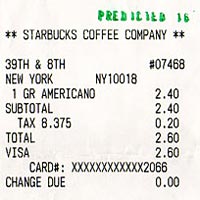 PREDICTED 16
** STARBUCKS COFFEE COMPANY **
39TH & 8TH #07468
NEW YORK NY10018
1 GR AMERICANO 2.40
SUBTOTAL 2.40
TAX 8.375 0.20
TOTAL 2.60
VISA 2.60
CARD#: XXXXXXXXXXXX2066
CHANGE DUE 0.00